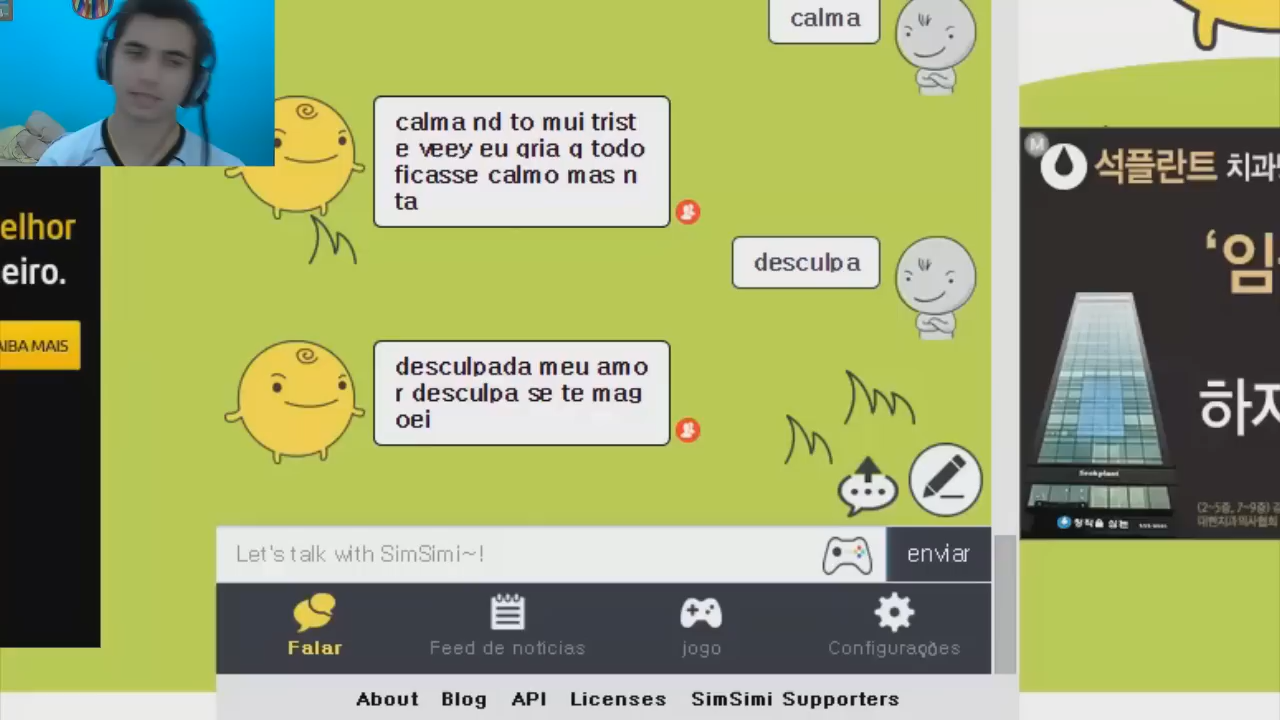 calma
calma nd to mui trist
e veey eu qria q todo
ficasse calmo mas n
ta
desculpa
desculpada meu amo
r desculpa se te mag
oei
elhor
eiro.
AIBA MAIS
M
석플란트 치과
‘임
하지
Seokplant
Let's talk with SimSimi~!
enviar
Falar
Feed de notícias
jogo
Configurações
About Blog API Licenses SimSimi Supporters